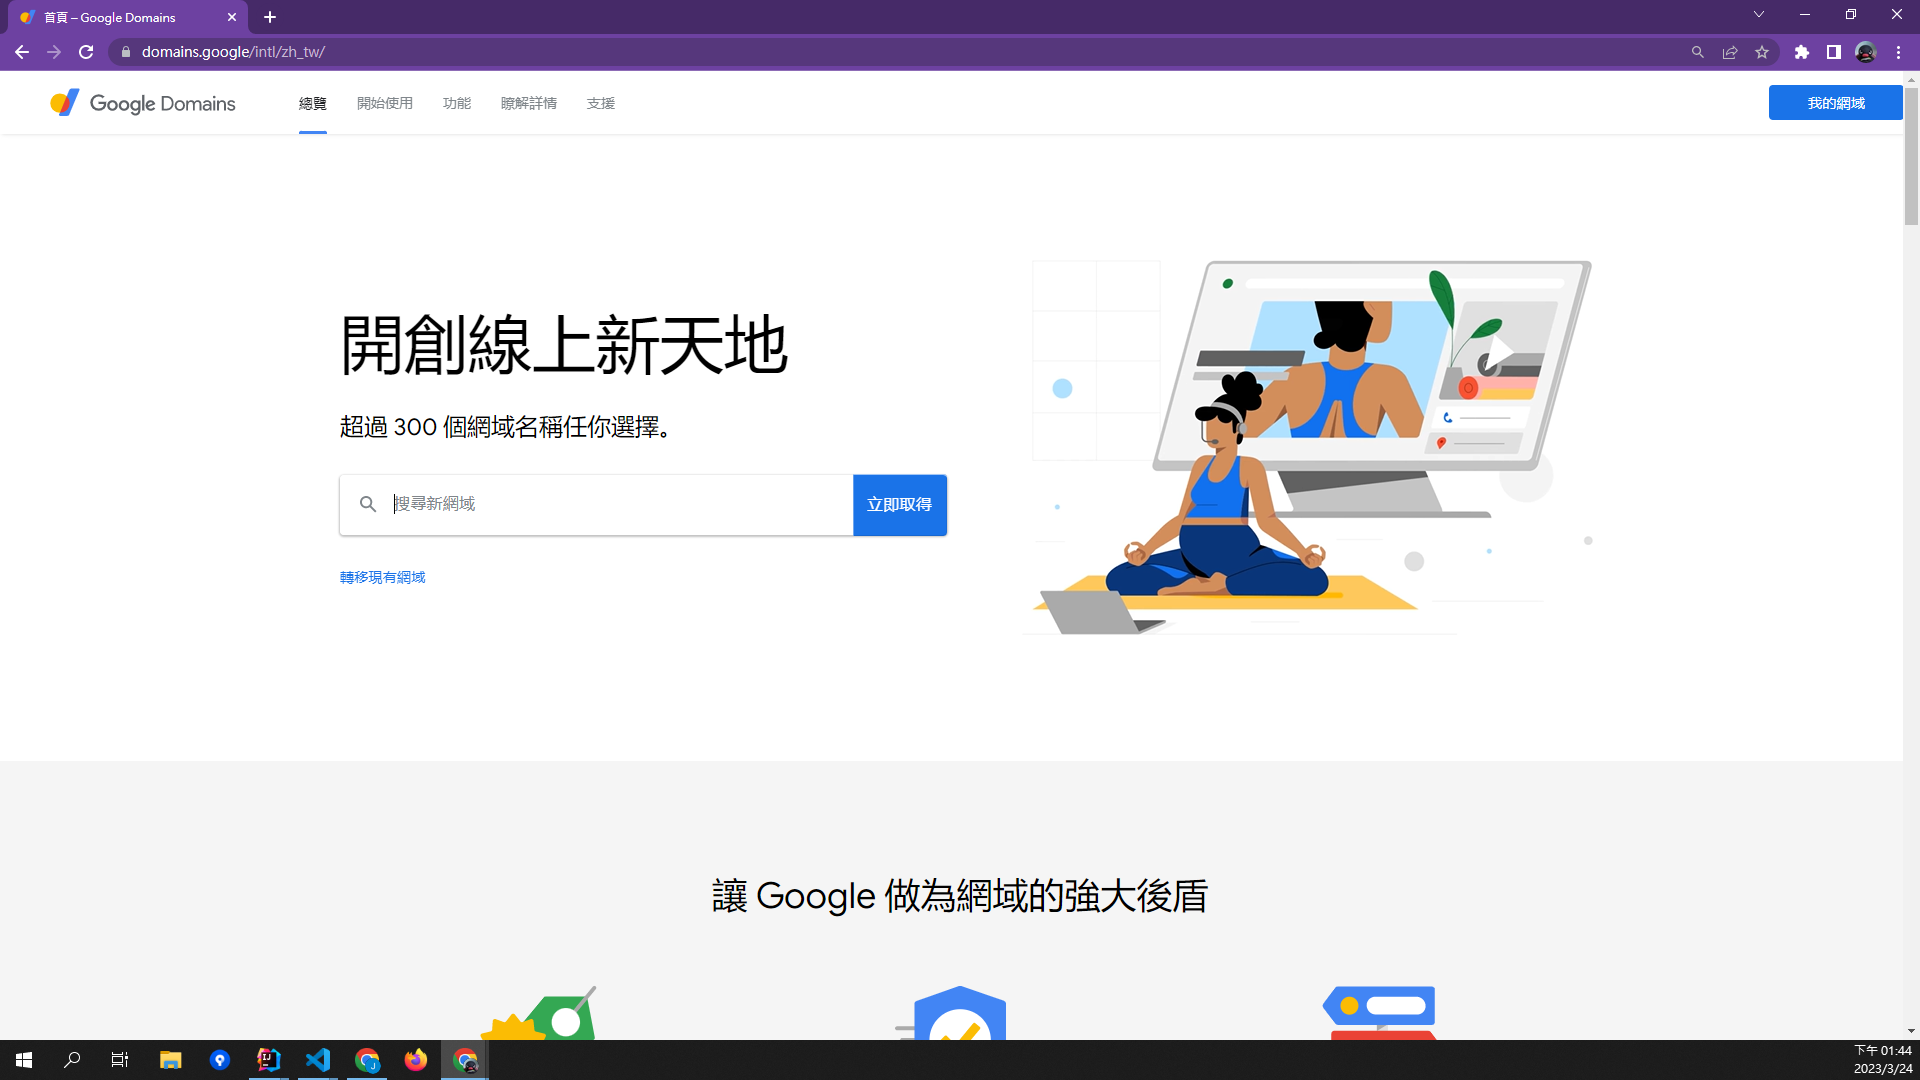 首頁 – Google Domains
domains.google/intl/zh_tw/
Google Domains
總覽
開始使用
功能
瞭解詳情
支援
我的網域
開創線上新天地
超過 300 個網域名稱任你選擇。
搜尋新網域
立即取得
轉移現有網域
讓 Google 做為網域的強大後盾
下午 01:44
2023/3/24